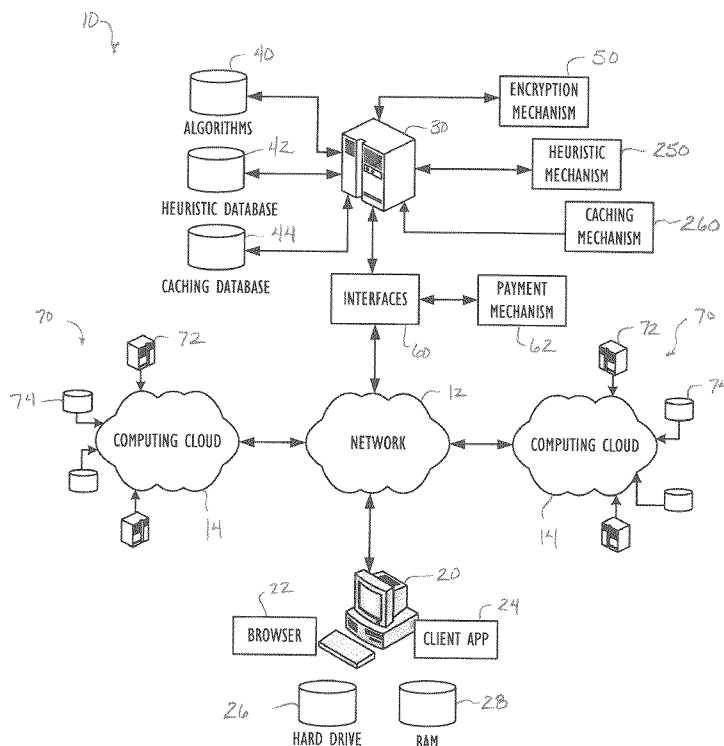 10
40
50
ENCRYPTION
MECHANISM
ALGORITHMS
30
42
HEURISTIC
MECHANISM
250
HEURISTIC DATABASE
44
CACHING
MECHANISM
260
CACHING DATABASE
INTERFACES
PAYMENT
MECHANISM
60
62
70
72
72
70
74
12
COMPUTING CLOUD
NETWORK
COMPUTING CLOUD
14
14
20
22
24
BROWSER
CLIENT APP
26
28
HARD DRIVE
RAM